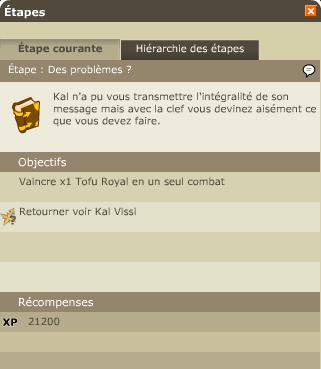 Étapes
Étape courante
Hiérarchie des étapes
Étape : Des problèmes ?
Kal n'a pu vous transmettre l'intégralité de son
message mais avec la clef vous devinez aisément ce
que vous devez faire.
Objectifs
Vaincre x1 Tofu Royal en un seul combat
Retourner voir Kal Vissi
Récompenses
XP 21200